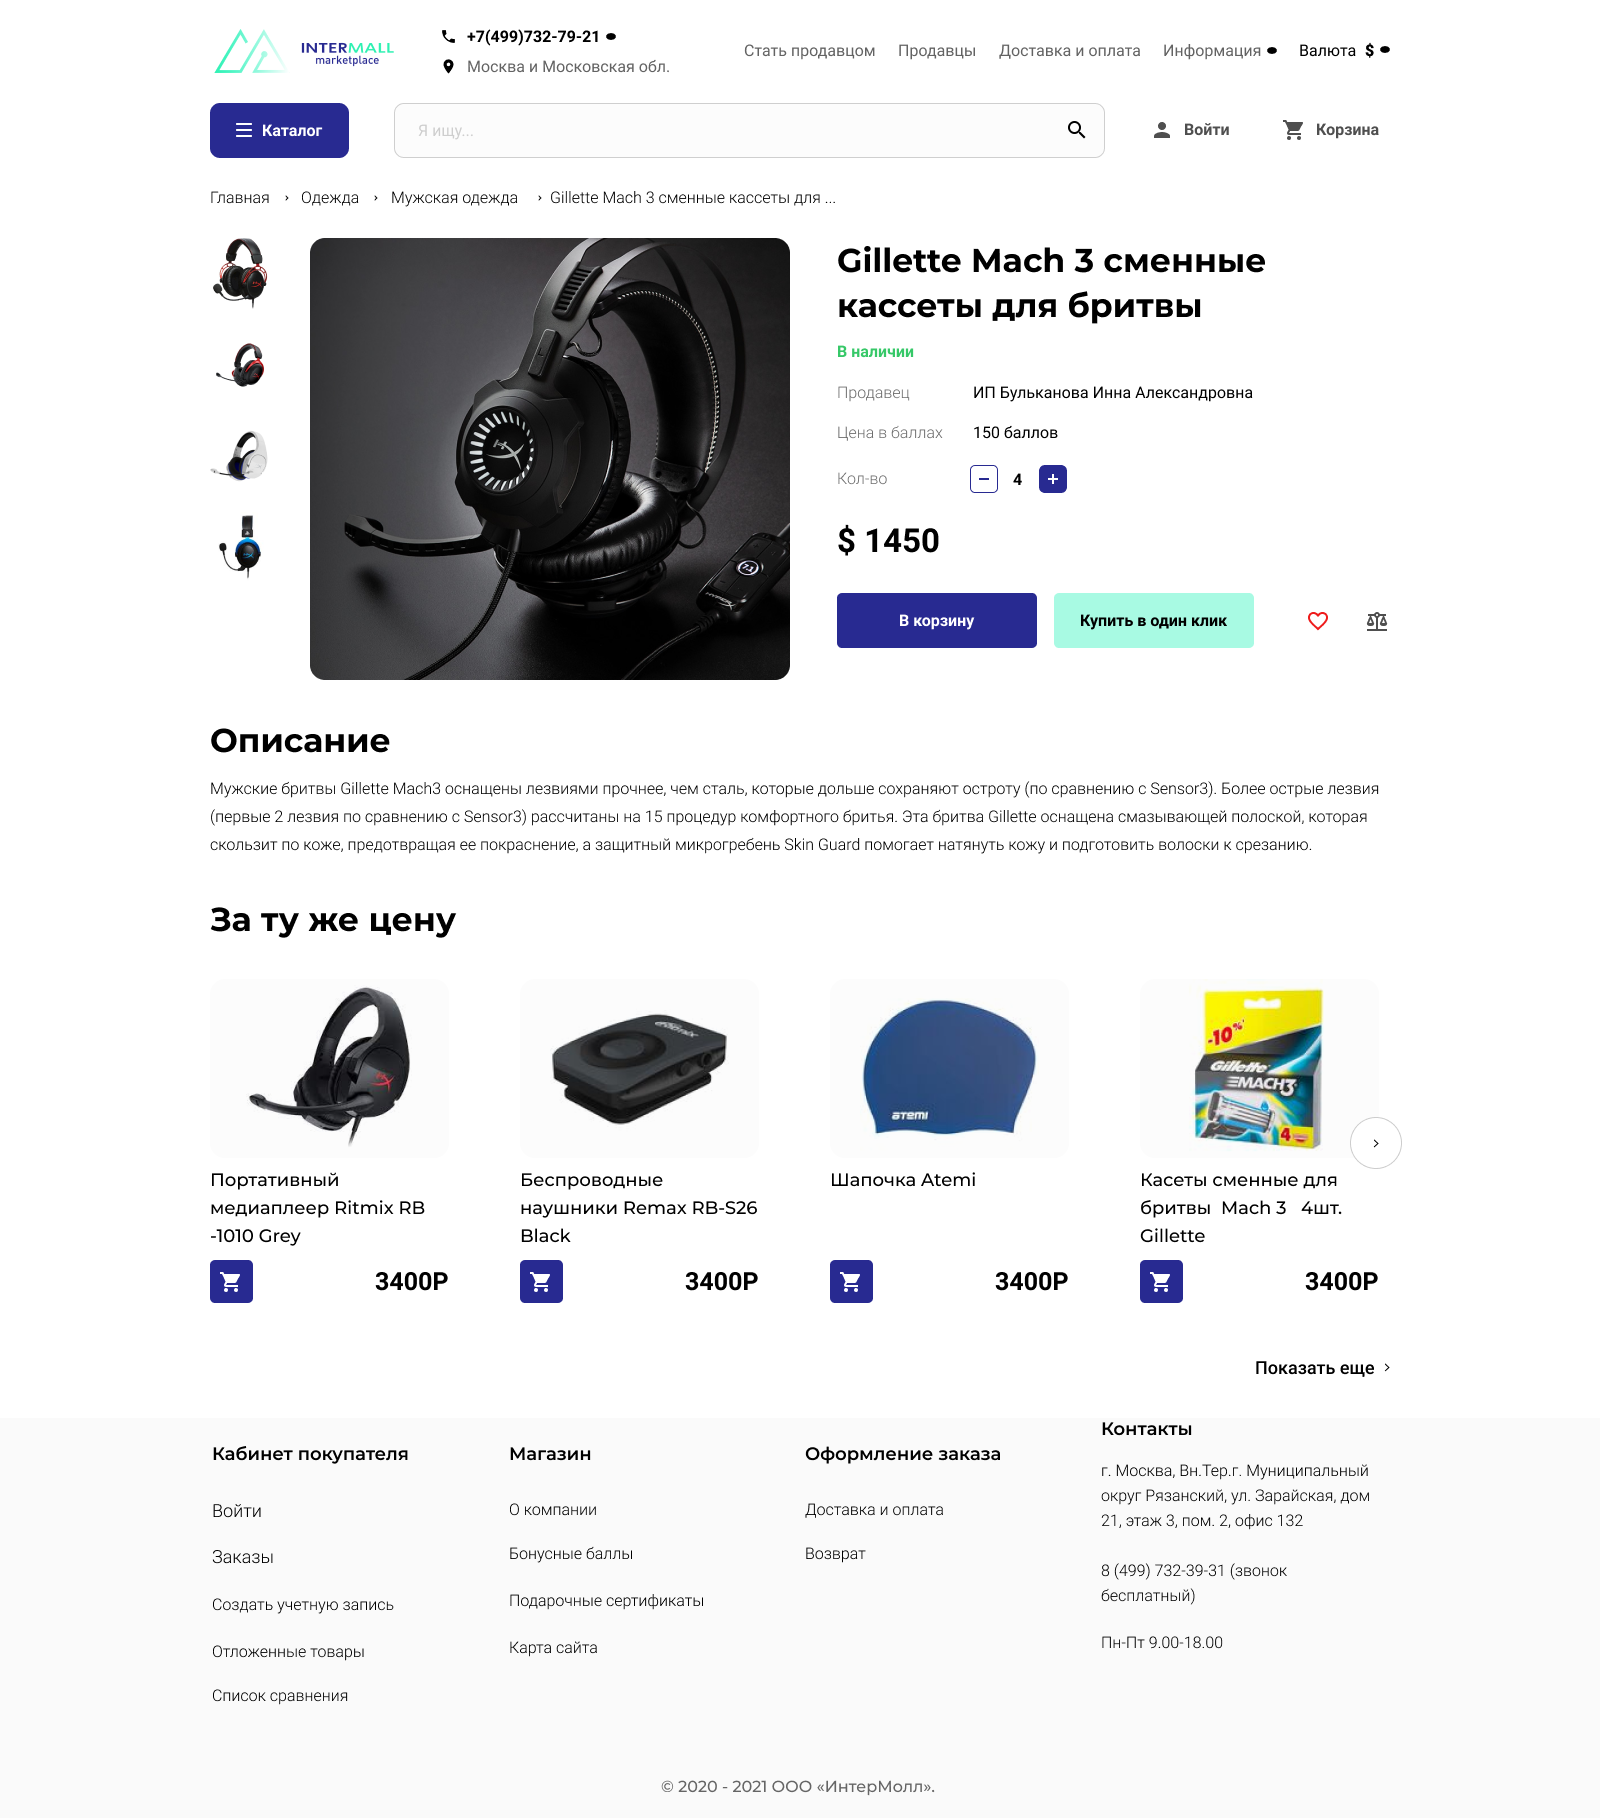 INTERMALL
marketplace
+7(499)732-79-21
Москва и Московская обл.
Стать продавцом Продавцы Доставка и оплата Информация Валюта $
Каталог
Я ищу...
Войти
Корзина
Главная › Одежда › Мужская одежда › Gillette Mach 3 сменные кассеты для ...
Gillette Mach 3 сменные
кассеты для бритвы
В наличии
Продавец ИП Бульканова Инна Александровна
Цена в баллах 150 баллов
Кол-во − 4 +
$ 1450
В корзину
Купить в один клик
7.1
HYPERX
Описание
Мужские бритвы Gillette Mach3 оснащены лезвиями прочнее, чем сталь, которые дольше сохраняют остроту (по сравнению с Sensor3). Более острые лезвия
(первые 2 лезвия по сравнению с Sensor3) рассчитаны на 15 процедур комфортного бритья. Эта бритва Gillette оснащена смазывающей полоской, которая
скользит по коже, предотвращая ее покраснение, а защитный микрогребень Skin Guard помогает натянуть кожу и подготовить волоски к срезанию.
За ту же цену
ATEMI
-10%
Gillette
MACH3
4
Портативный
медиаплеер Ritmix RB
-1010 Grey
3400Р
Беспроводные
наушники Remax RB-S26
Black
3400Р
Шапочка Atemi
3400Р
Касеты сменные для
бритвы Mach 3 4шт.
Gillette
3400Р
Показать еще
Кабинет покупателя
Войти
Заказы
Создать учетную запись
Отложенные товары
Список сравнения
Магазин
О компании
Бонусные баллы
Подарочные сертификаты
Карта сайта
Оформление заказа
Доставка и оплата
Возврат
Контакты
г. Москва, Вн.Тер.г. Муниципальный
округ Рязанский, ул. Зарайская, дом
21, этаж 3, пом. 2, офис 132
8 (499) 732-39-31 (звонок
бесплатный)
Пн-Пт 9.00-18.00
© 2020 - 2021 ООО «ИнтерМолл».